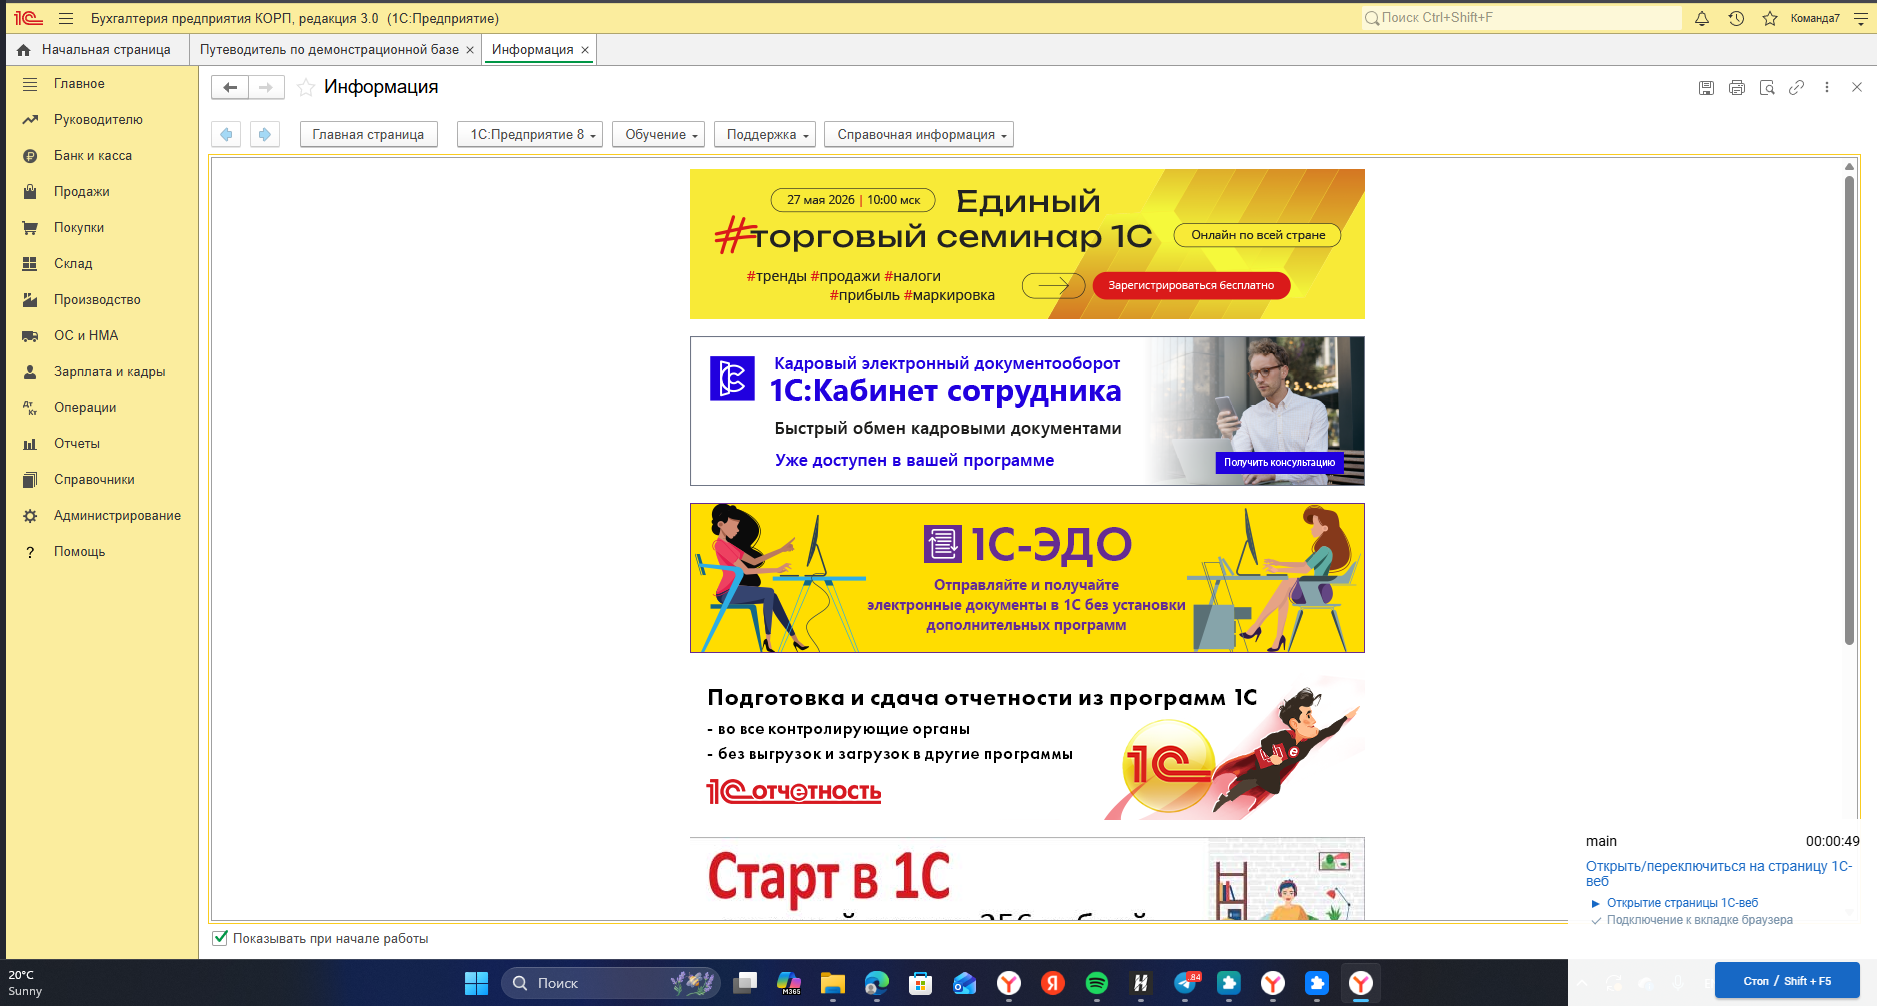 1С Бухгалтерия предприятия КОРП, редакция 3.0 (1С:Предприятие)
Поиск Ctrl+Shift+F
Команда7
Начальная страница
Путеводитель по демонстрационной базе ×
Информация ×
Главное
Руководителю
Банк и касса
Продажи
Покупки
Склад
Производство
ОС и НМА
Зарплата и кадры
Дт Кт Операции
Отчеты
Справочники
Администрирование
? Помощь
Информация
Главная страница
1С:Предприятие 8
Обучение
Поддержка
Справочная информация
27 мая 2026 | 10:00 мск
Единый
#торговый семинар 1С
Онлайн по всей стране
#тренды #продажи #налоги
#прибыль #маркировка
Зарегистрироваться бесплатно
Кадровый электронный документооборот
1С:Кабинет сотрудника
Быстрый обмен кадровыми документами
Уже доступен в вашей программе
Получить консультацию
1С-ЭДО
Отправляйте и получайте
электронные документы в 1С без установки
дополнительных программ
Подготовка и сдача отчетности из программ 1С
- во все контролирующие органы
- без выгрузок и загрузок в другие программы
1С отчетность
1С
Старт в 1С
Показывать при начале работы
main 00:00:49
Открыть/переключиться на страницу 1С-
веб
Открытие страницы 1С-веб
Подключение к вкладке браузера
20°C
Sunny
Поиск
M365
84
Стоп / Shift + F5